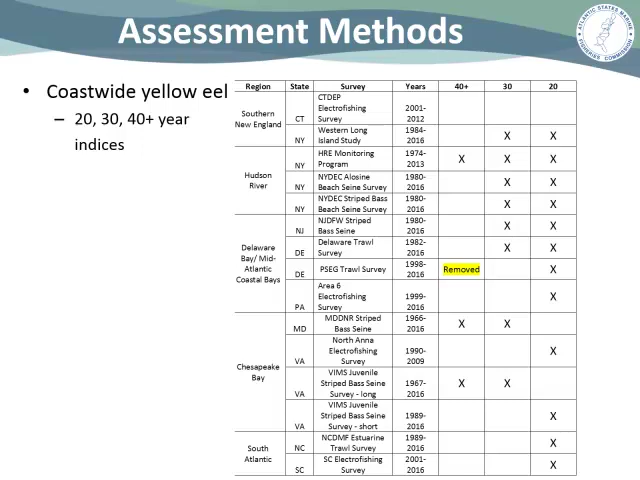 Assessment Methods
ATLANTIC STATES MARINE
FISHERIES COMMISSION
• Coastwide yellow eel
– 20, 30, 40+ year
indices
Region State Survey Years 40+ 30 20
Southern
New England
CTDEP
Electrofishing
Survey
CT
2001-
2012
Western Long
Island Study
NY
1984-
2016
X X
Hudson
River
HRE Monitoring
Program
NY
1974-
2013
X X X
NYDEC Alosine
Beach Seine Survey
NY
1980-
2016
X X
NYDEC Striped Bass
Beach Seine Survey
NY
1980-
2016
X X
Delaware
Bay/ Mid-
Atlantic
Coastal Bays
NJDFW Striped
Bass Seine
NJ
1980-
2016
X X
Delaware Trawl
Survey
DE
1982-
2016
X X
PSEG Trawl Survey
DE
1998-
2016
Removed X
Area 6
Electrofishing
Survey
PA
1999-
2016
X
Chesapeake
Bay
MDDNR Striped
Bass Seine
MD
1966-
2016
X X
North Anna
Electrofishing
Survey
VA
1990-
2009
X
VIMS Juvenile
Striped Bass Seine
Survey - long
VA
1967-
2016
X X
VIMS Juvenile
Striped Bass Seine
Survey - short
VA
1989-
2016
X
South
Atlantic
NCDMF Estuarine
Trawl Survey
NC
1989-
2016
X
SC Electrofishing
Survey
SC
2001-
2016
X